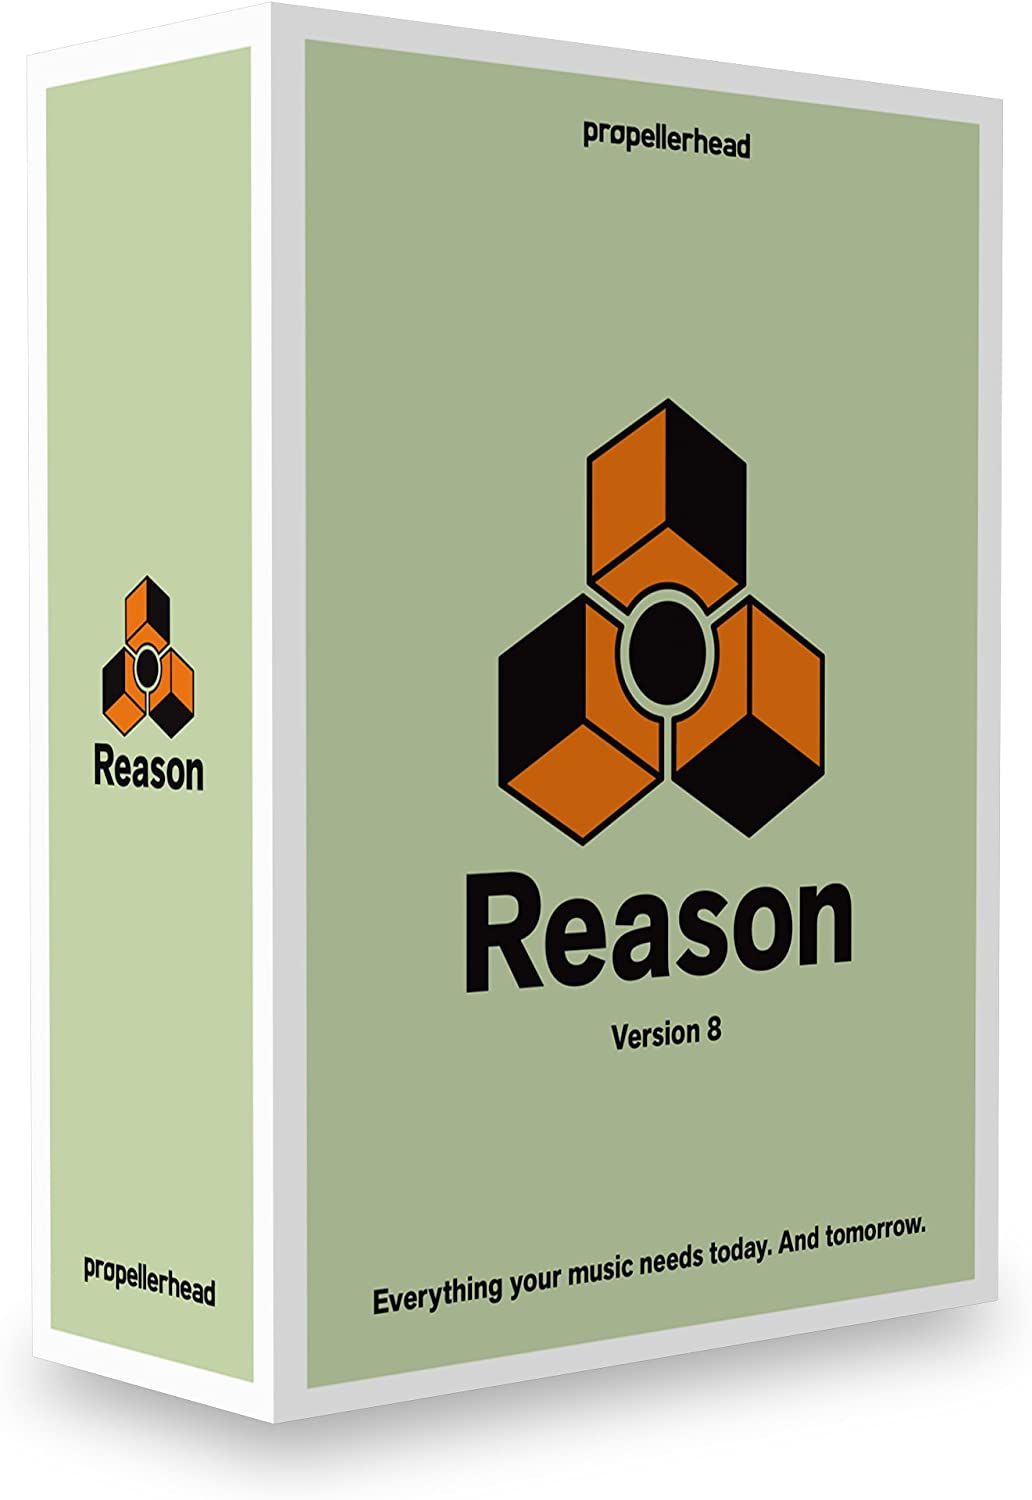 propellerhead
Reason
Version 8
Everything your music needs today. And tomorrow.
Reason
propellerhead